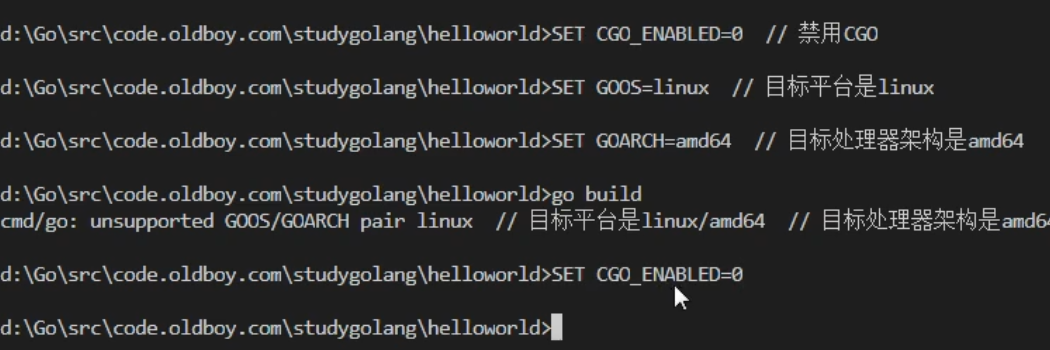 d:\Go\src\code.oldboy.com\studygolang\helloworld>SET CGO_ENABLED=0  // 禁用CGO
d:\Go\src\code.oldboy.com\studygolang\helloworld>SET GOOS=linux  // 目标平台是linux
d:\Go\src\code.oldboy.com\studygolang\helloworld>SET GOARCH=amd64  // 目标处理器架构是amd64
d:\Go\src\code.oldboy.com\studygolang\helloworld>go build
cmd/go: unsupported GOOS/GOARCH pair linux  // 目标平台是linux/amd64  // 目标处理器架构是amd64
d:\Go\src\code.oldboy.com\studygolang\helloworld>SET CGO_ENABLED=0
d:\Go\src\code.oldboy.com\studygolang\helloworld>